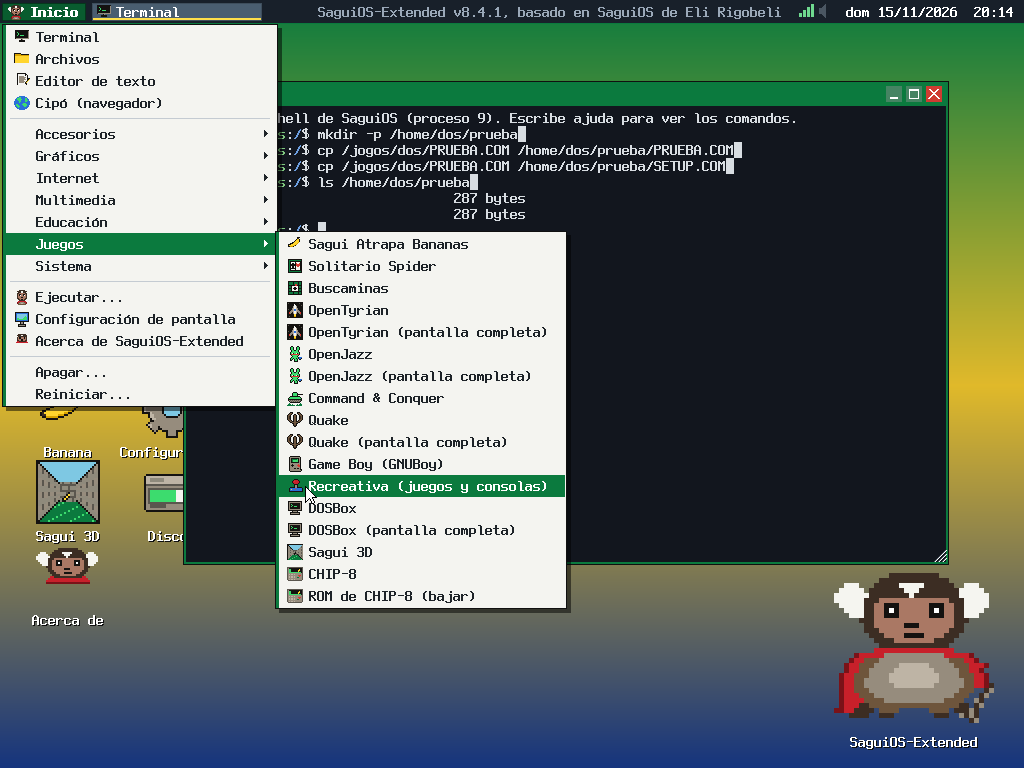 Inicio
Terminal
SaguiOS-Extended v8.4.1, basado en SaguiOS de Eli Rigobeli
dom 15/11/2026 20:14
Terminal
Archivos
Editor de texto
Cipó (navegador)
Accesorios
Gráficos
Internet
Multimedia
Educación
Juegos
Sistema
Ejecutar...
Configuración de pantalla
Acerca de SaguiOS-Extended
Apagar...
Reiniciar...
hell de SaguiOS (proceso 9). Escribe ayuda para ver los comandos.
s:/$ mkdir -p /home/dos/prueba
s:/$ cp /jogos/dos/PRUEBA.COM /home/dos/prueba/PRUEBA.COM
s:/$ cp /jogos/dos/PRUEBA.COM /home/dos/prueba/SETUP.COM
s:/$ ls /home/dos/prueba
287 bytes
287 bytes
s:/$
Sagui Atrapa Bananas
Solitario Spider
Buscaminas
OpenTyrian
OpenTyrian (pantalla completa)
OpenJazz
OpenJazz (pantalla completa)
Command & Conquer
Quake
Quake (pantalla completa)
Game Boy (GNUBoy)
Recreativa (juegos y consolas)
DOSBox
DOSBox (pantalla completa)
Sagui 3D
CHIP-8
ROM de CHIP-8 (bajar)
Banana
Configur
Sagui 3D
Disco
Acerca de
SaguiOS-Extended